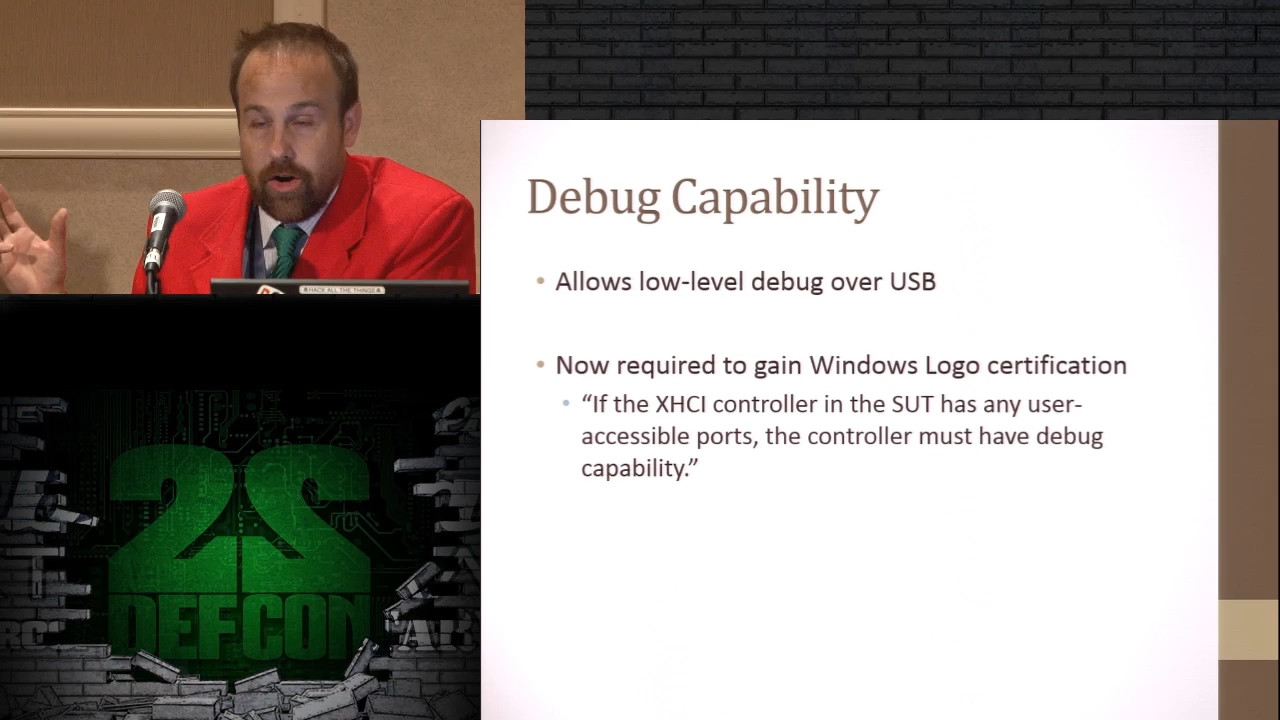 HACK ALL THE THINGS
Debug Capability
• Allows low-level debug over USB
• Now required to gain Windows Logo certification
• “If the XHCI controller in the SUT has any user-
accessible ports, the controller must have debug
capability.”
22
DEFCON